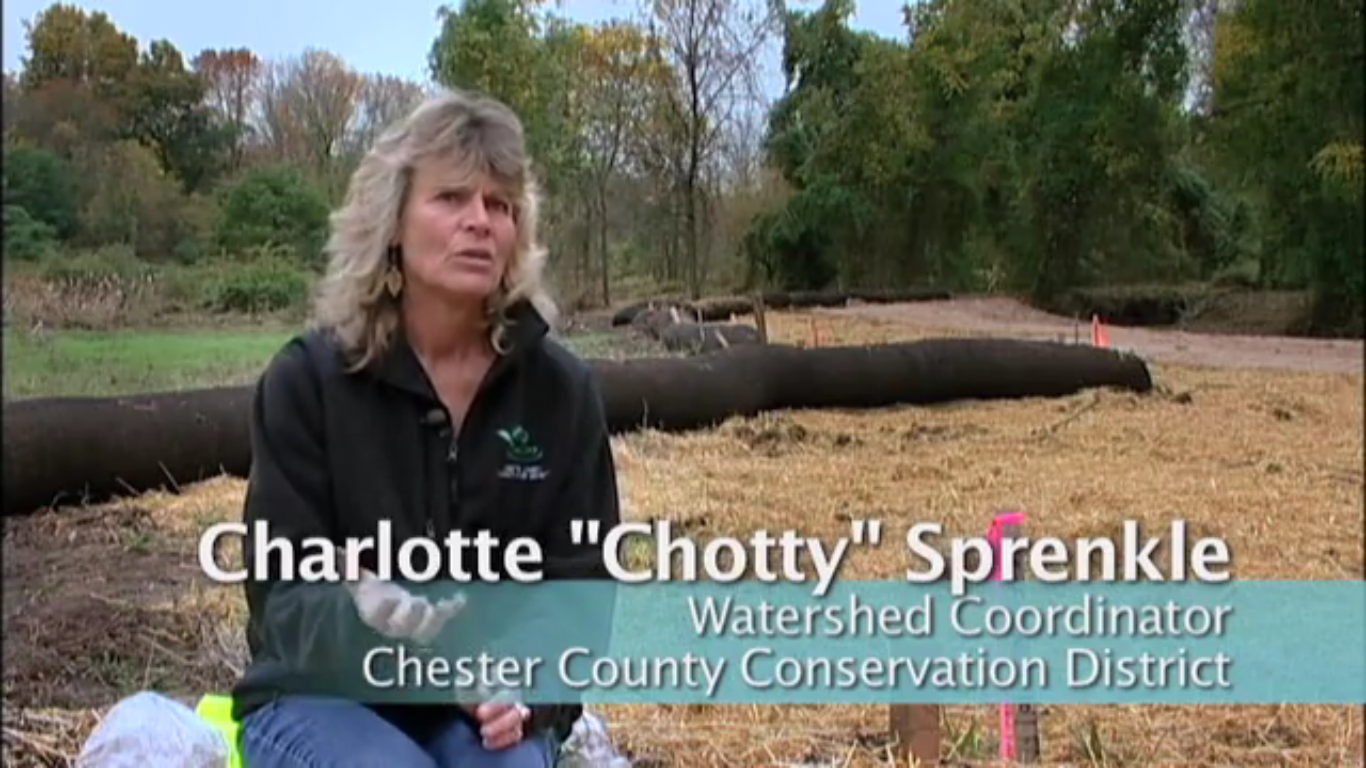 Charlotte "Chotty" Sprenkle
Watershed Coordinator
Chester County Conservation District